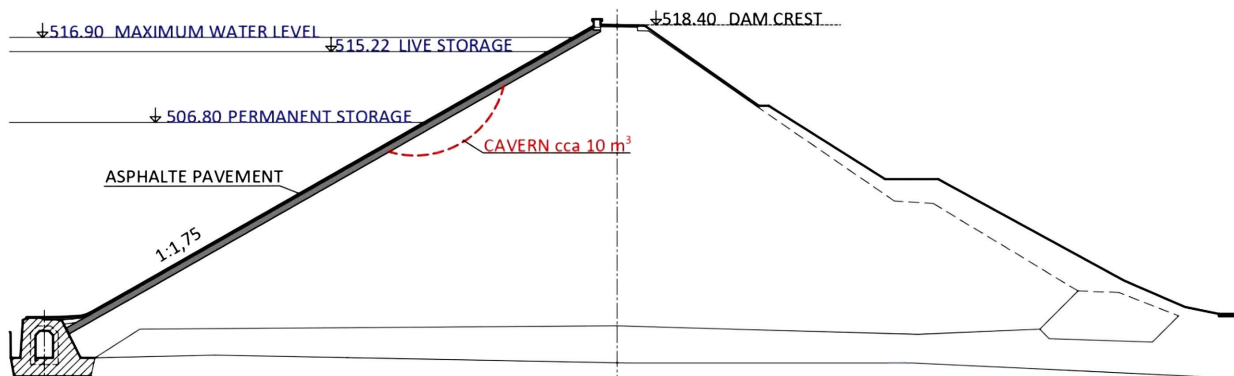 518.40 DAM CREST
516.90 MAXIMUM WATER LEVEL
515.22 LIVE STORAGE
506.80 PERMANENT STORAGE
CAVERN cca 10 m³
ASPHALTE PAVEMENT
1:1,75